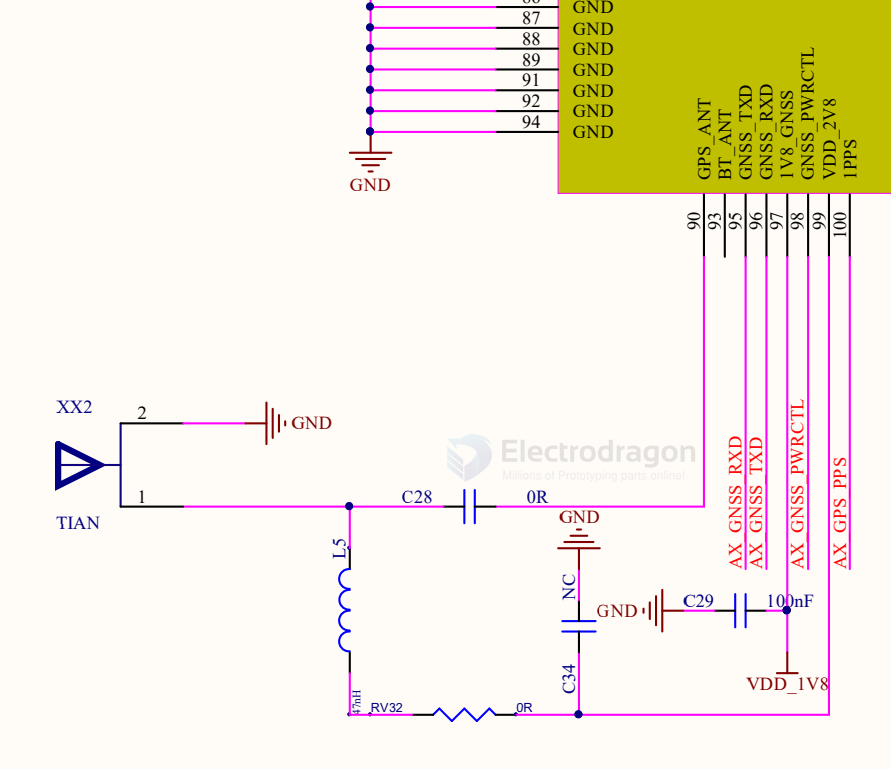 GND
87
GND
88
GND
89
GND
91
GND
92
GND
94
GND
GND
GPS_ANT
BT_ANT
GNSS_TXD
GNSS_RXD
1V8_GNSS
GNSS_PWRCTL
VDD_2V8
1PPS
90
93
95
96
97
98
99
100
XX2
2
GND
1
TIAN
Electrodragon
Millions of Prototyping parts online!
C28
0R
GND
L5
47nH
NC
C34
RV32
0R
AX_GNSS_RXD
AX_GNSS_TXD
AX_GNSS_PWRCTL
AX_GPS_PPS
GND
C29
100nF
VDD_1V8